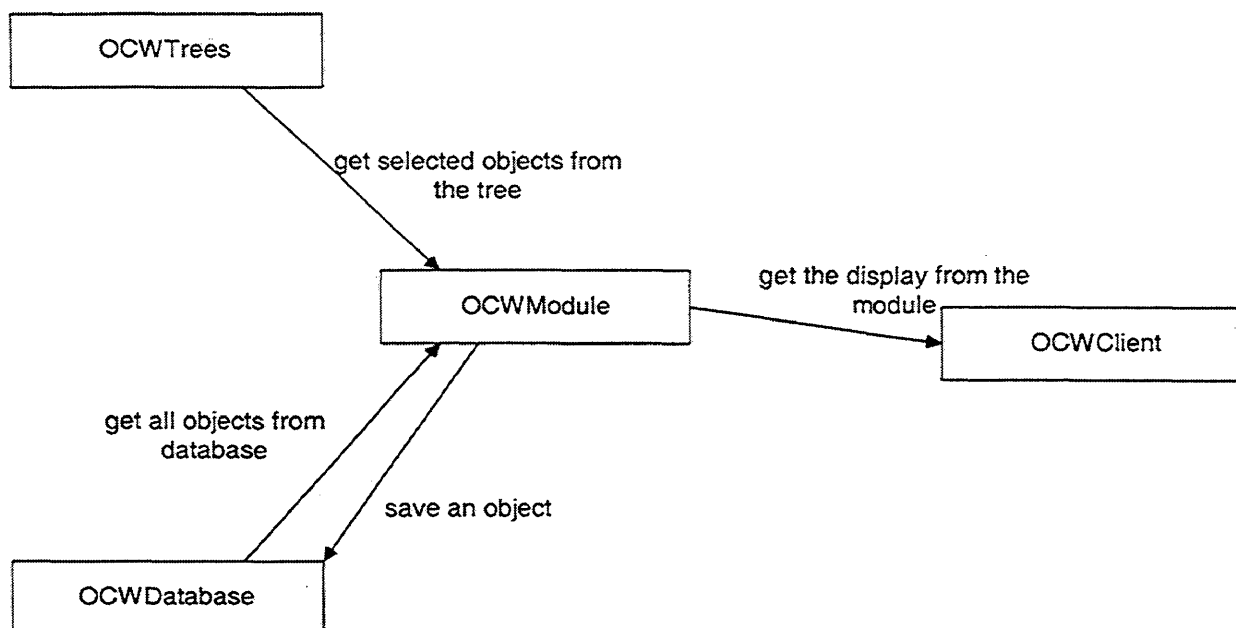 OCWTrees
get selected objects from
the tree
OCWModule
get the display from the
module
OCWClient
get all objects from
database
save an object
OCWDatabase